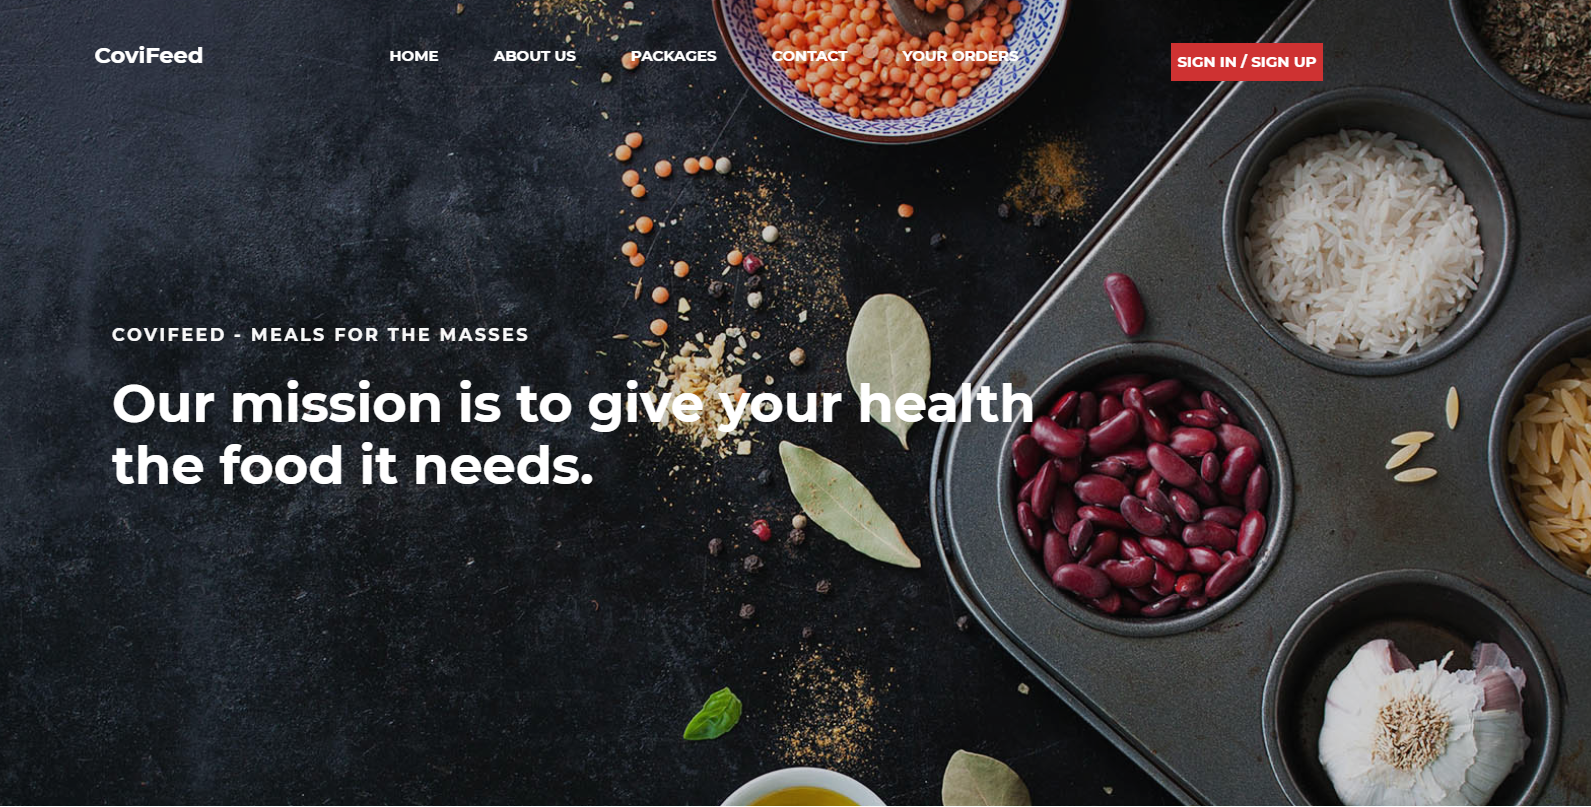 CoviFeed
HOME
ABOUT US
PACKAGES
CONTACT
YOUR ORDERS
SIGN IN / SIGN UP
COVIFEED - MEALS FOR THE MASSES
Our mission is to give your health
the food it needs.